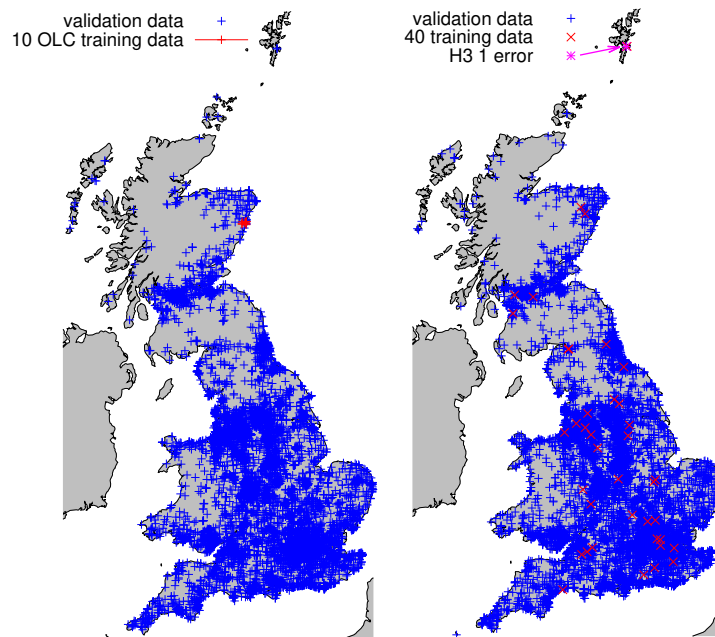 validation data
10 OLC training data
validation data
40 training data
H3 1 error